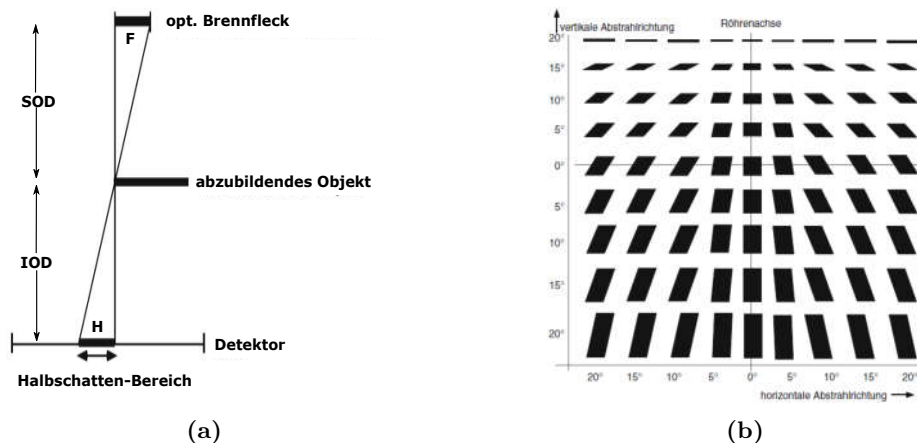 opt. Brennfleck
F
SOD
abzubildendes Objekt
IOD
H
Detektor
Halbschatten-Bereich
(a)
vertikale Abstrahlrichtung
Röhrenachse
20°
15°
10°
5°
0°
5°
10°
15°
20°
20° 15° 10° 5° 0° 5° 10° 15° 20°
horizontale Abstrahlrichtung
(b)